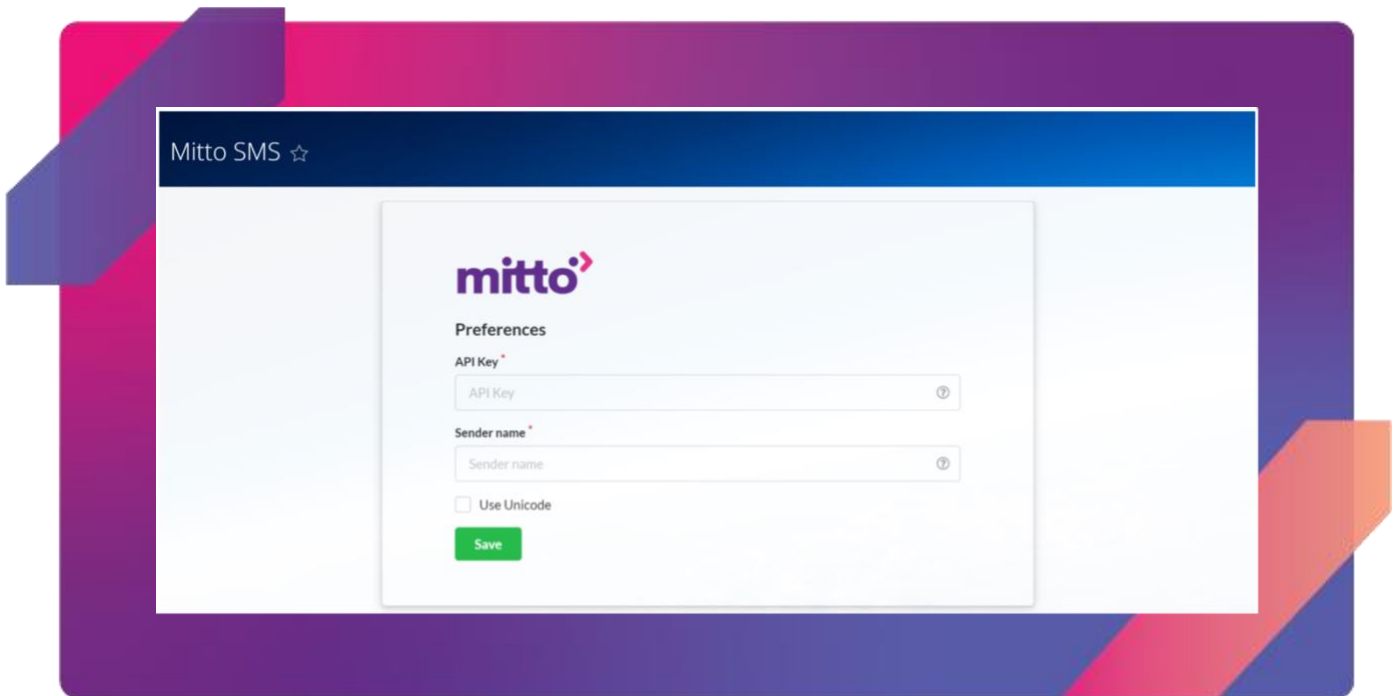 Mitto SMS
mitto
Preferences
API Key *
API Key
Sender name *
Sender name
Use Unicode
Save